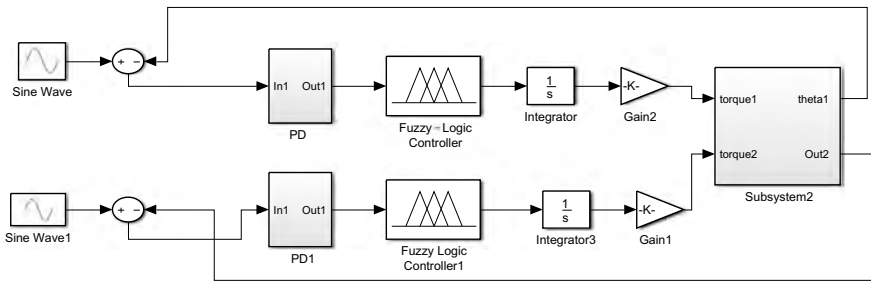 + −
Sine Wave
In1 Out1
PD
Fuzzy - Logic
Controller
1
s
Integrator
-K-
Gain2
torque1 theta1
torque2 Out2
Subsystem2
+ −
Sine Wave1
In1 Out1
PD1
Fuzzy Logic
Controller1
1
s
Integrator3
-K-
Gain1